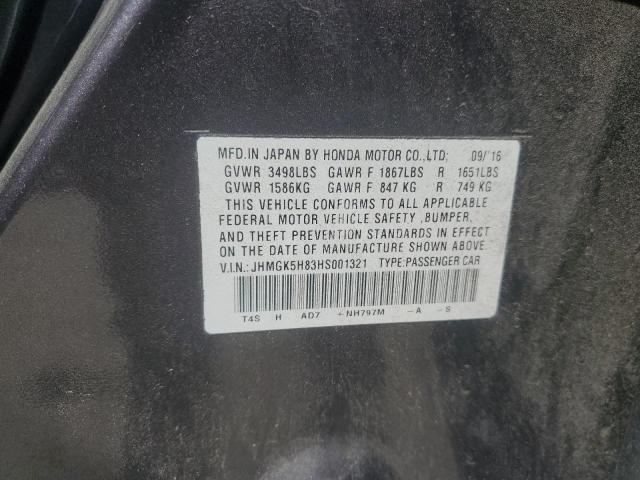 MFD.IN JAPAN BY HONDA MOTOR CO.,LTD; 09/'16
GVWR 3498LBS GAWR F 1867LBS R 1651LBS
GVWR 1586KG GAWR F 847 KG R 749 KG
THIS VEHICLE CONFORMS TO ALL APPLICABLE
FEDERAL MOTOR VEHICLE SAFETY ,BUMPER,
AND THEFT PREVENTION STANDARDS IN EFFECT
ON THE DATE OF MANUFACTURE SHOWN ABOVE.
V.I.N.: JHMGK5H83HS001321 TYPE:PASSENGER CAR
T4S H AD7 -NH797M -A -S